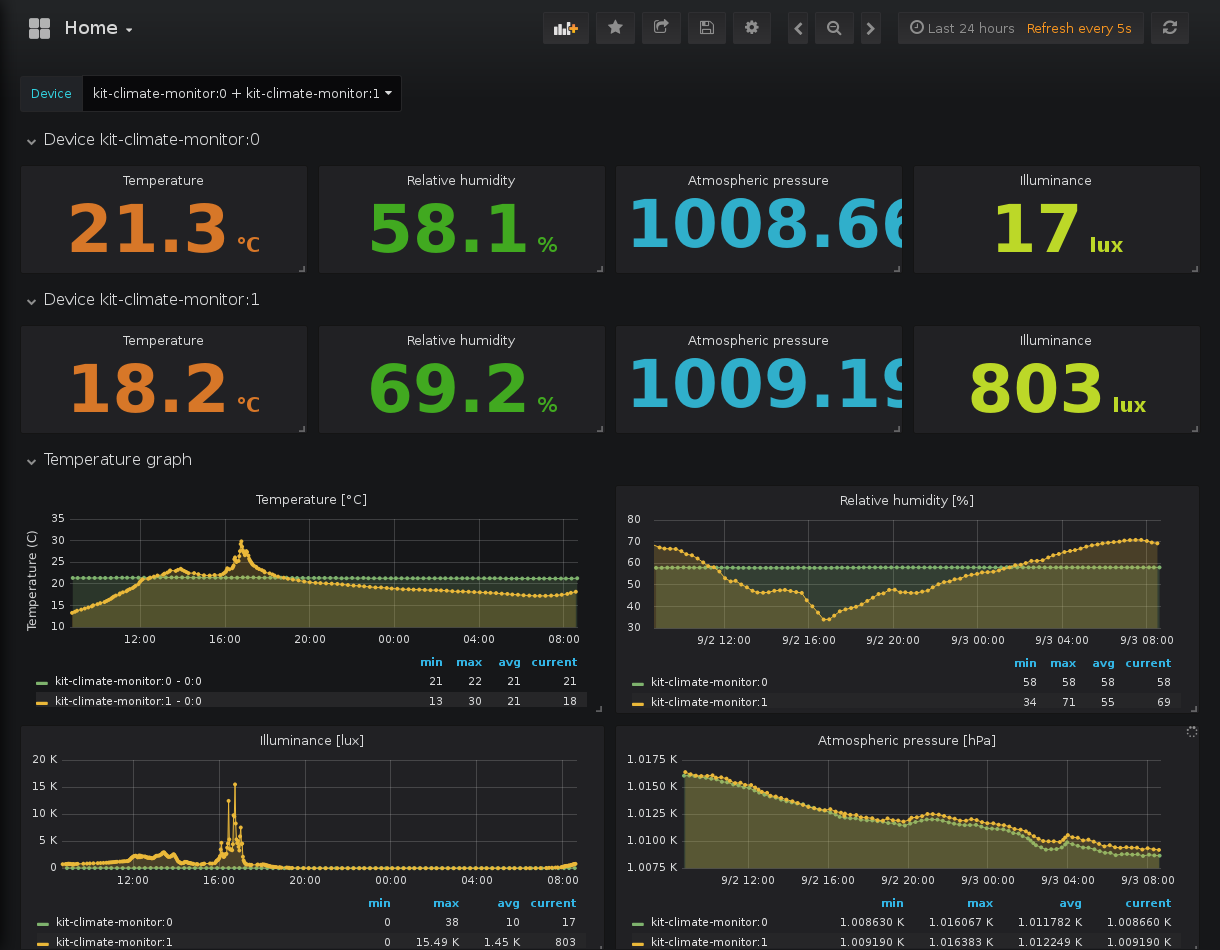 Home
Last 24 hours Refresh every 5s
Device kit-climate-monitor:0 + kit-climate-monitor:1
Device kit-climate-monitor:0
Temperature Relative humidity Atmospheric pressure Illuminance
21.3 °C 58.1 % 1008.66 17 lux
Device kit-climate-monitor:1
Temperature Relative humidity Atmospheric pressure Illuminance
18.2 °C 69.2 % 1009.19 803 lux
Temperature graph
Temperature [°C]
Temperature (C)
35
30
25
20
15
10
12:00 16:00 20:00 00:00 04:00 08:00
min max avg current
kit-climate-monitor:0 - 0:0 21 22 21 21
kit-climate-monitor:1 - 0:0 13 30 21 18
Relative humidity [%]
80
70
60
50
40
30
9/2 12:00 9/2 16:00 9/2 20:00 9/3 00:00 9/3 04:00 9/3 08:00
min max avg current
kit-climate-monitor:0 58 58 58 58
kit-climate-monitor:1 34 71 55 69
Illuminance [lux]
20 K
15 K
10 K
5 K
0
12:00 16:00 20:00 00:00 04:00 08:00
min max avg current
kit-climate-monitor:0 0 38 10 17
kit-climate-monitor:1 0 15.49 K 1.45 K 803
Atmospheric pressure [hPa]
1.0175 K
1.0150 K
1.0125 K
1.0100 K
1.0075 K
9/2 12:00 9/2 16:00 9/2 20:00 9/3 00:00 9/3 04:00 9/3 08:00
min max avg current
kit-climate-monitor:0 1.008630 K 1.016067 K 1.011782 K 1.008660 K
kit-climate-monitor:1 1.009190 K 1.016383 K 1.012249 K 1.009190 K